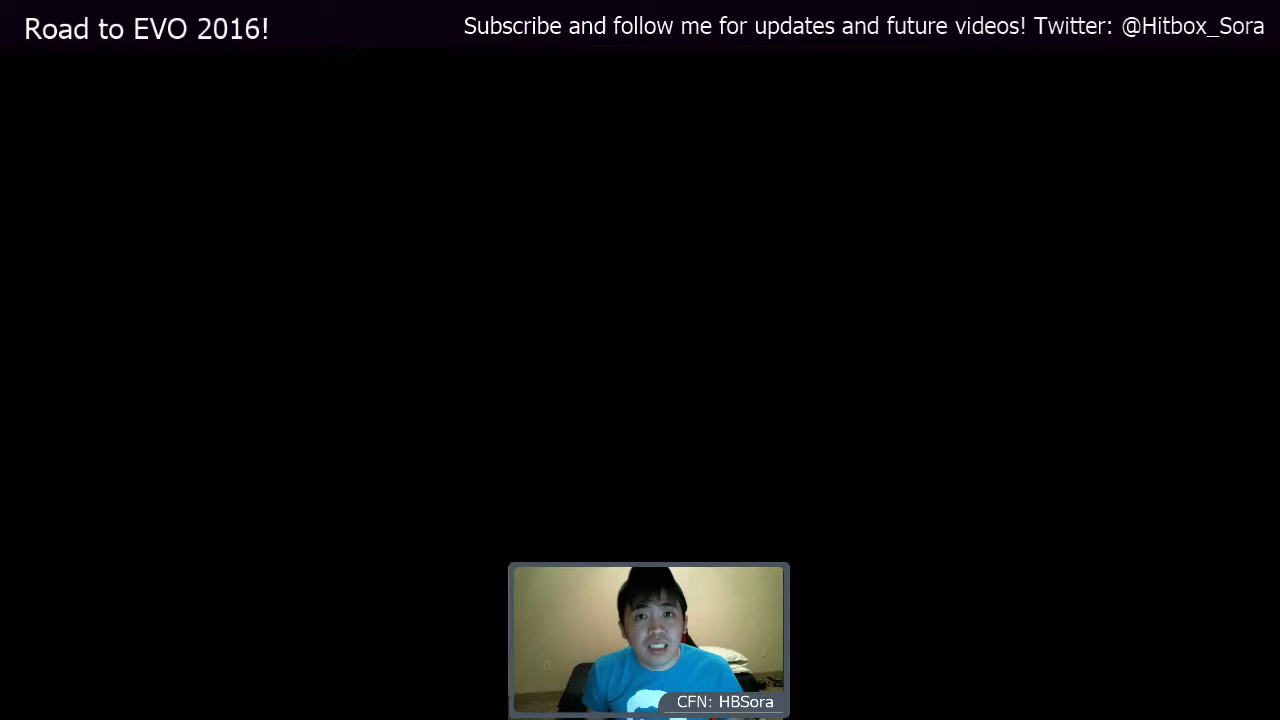 Road to EVO 2016!
Subscribe and follow me for updates and future videos! Twitter: @Hitbox_Sora
CFN: HBSora